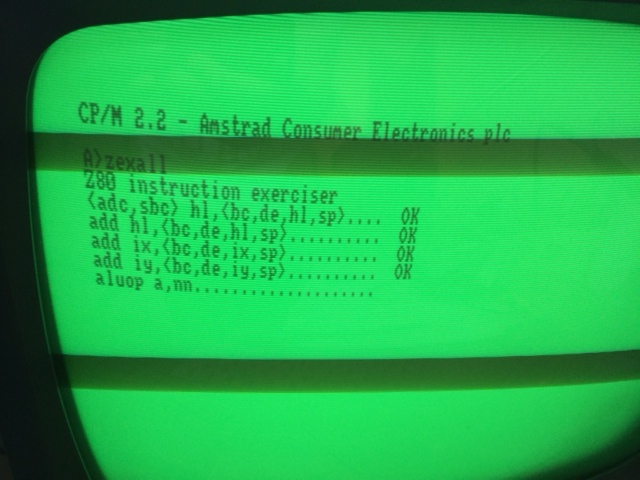 CP/M 2.2 - Amstrad Consumer Electronics plc
A>zexall
Z80 instruction exerciser
<adc,sbc> hl,<bc,de,hl,sp>.... OK
add hl,<bc,de,hl,sp>.......... OK
add ix,<bc,de,ix,sp>.......... OK
add iy,<bc,de,iy,sp>.......... OK
aluop a,nn....................